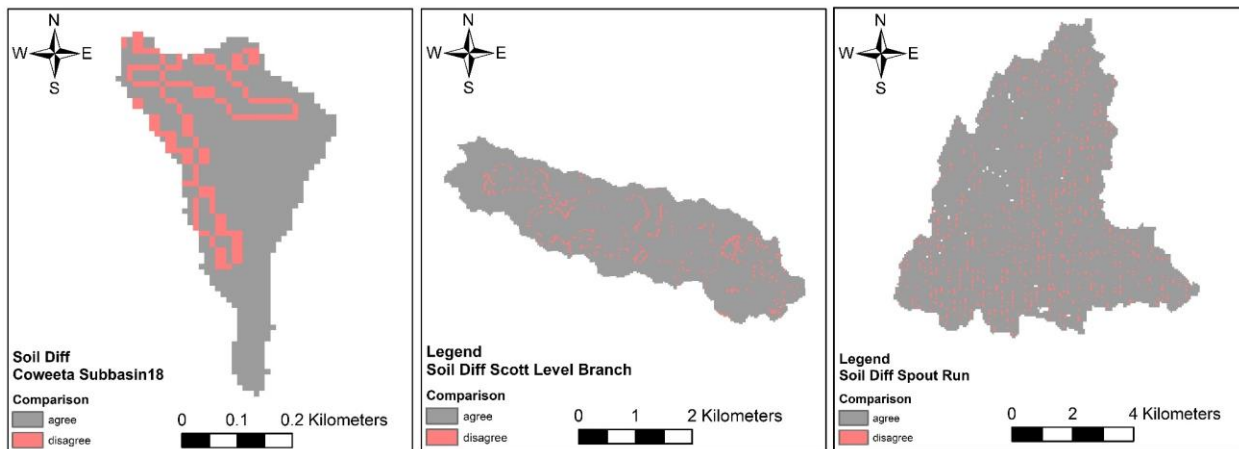 N
W E
S
Soil Diff
Coweeta Subbasin18
Comparison
agree
disagree
0 0.1 0.2 Kilometers
N
W E
S
Legend
Soil Diff Scott Level Branch
Comparison
agree
disagree
0 1 2 Kilometers
N
W E
S
Legend
Soil Diff Spout Run
Comparison
agree
disagree
0 2 4 Kilometers